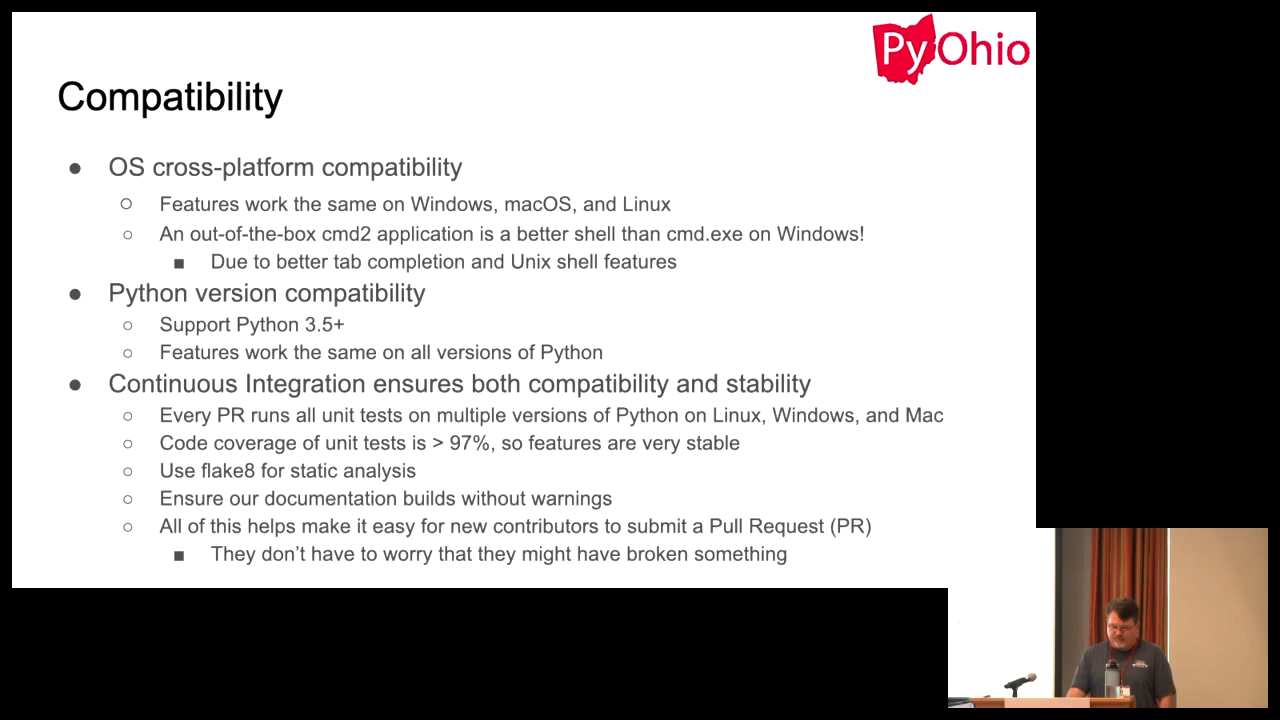 PyOhio
Compatibility
● OS cross-platform compatibility
○ Features work the same on Windows, macOS, and Linux
○ An out-of-the-box cmd2 application is a better shell than cmd.exe on Windows!
■ Due to better tab completion and Unix shell features
● Python version compatibility
○ Support Python 3.5+
○ Features work the same on all versions of Python
● Continuous Integration ensures both compatibility and stability
○ Every PR runs all unit tests on multiple versions of Python on Linux, Windows, and Mac
○ Code coverage of unit tests is > 97%, so features are very stable
○ Use flake8 for static analysis
○ Ensure our documentation builds without warnings
○ All of this helps make it easy for new contributors to submit a Pull Request (PR)
■ They don’t have to worry that they might have broken something